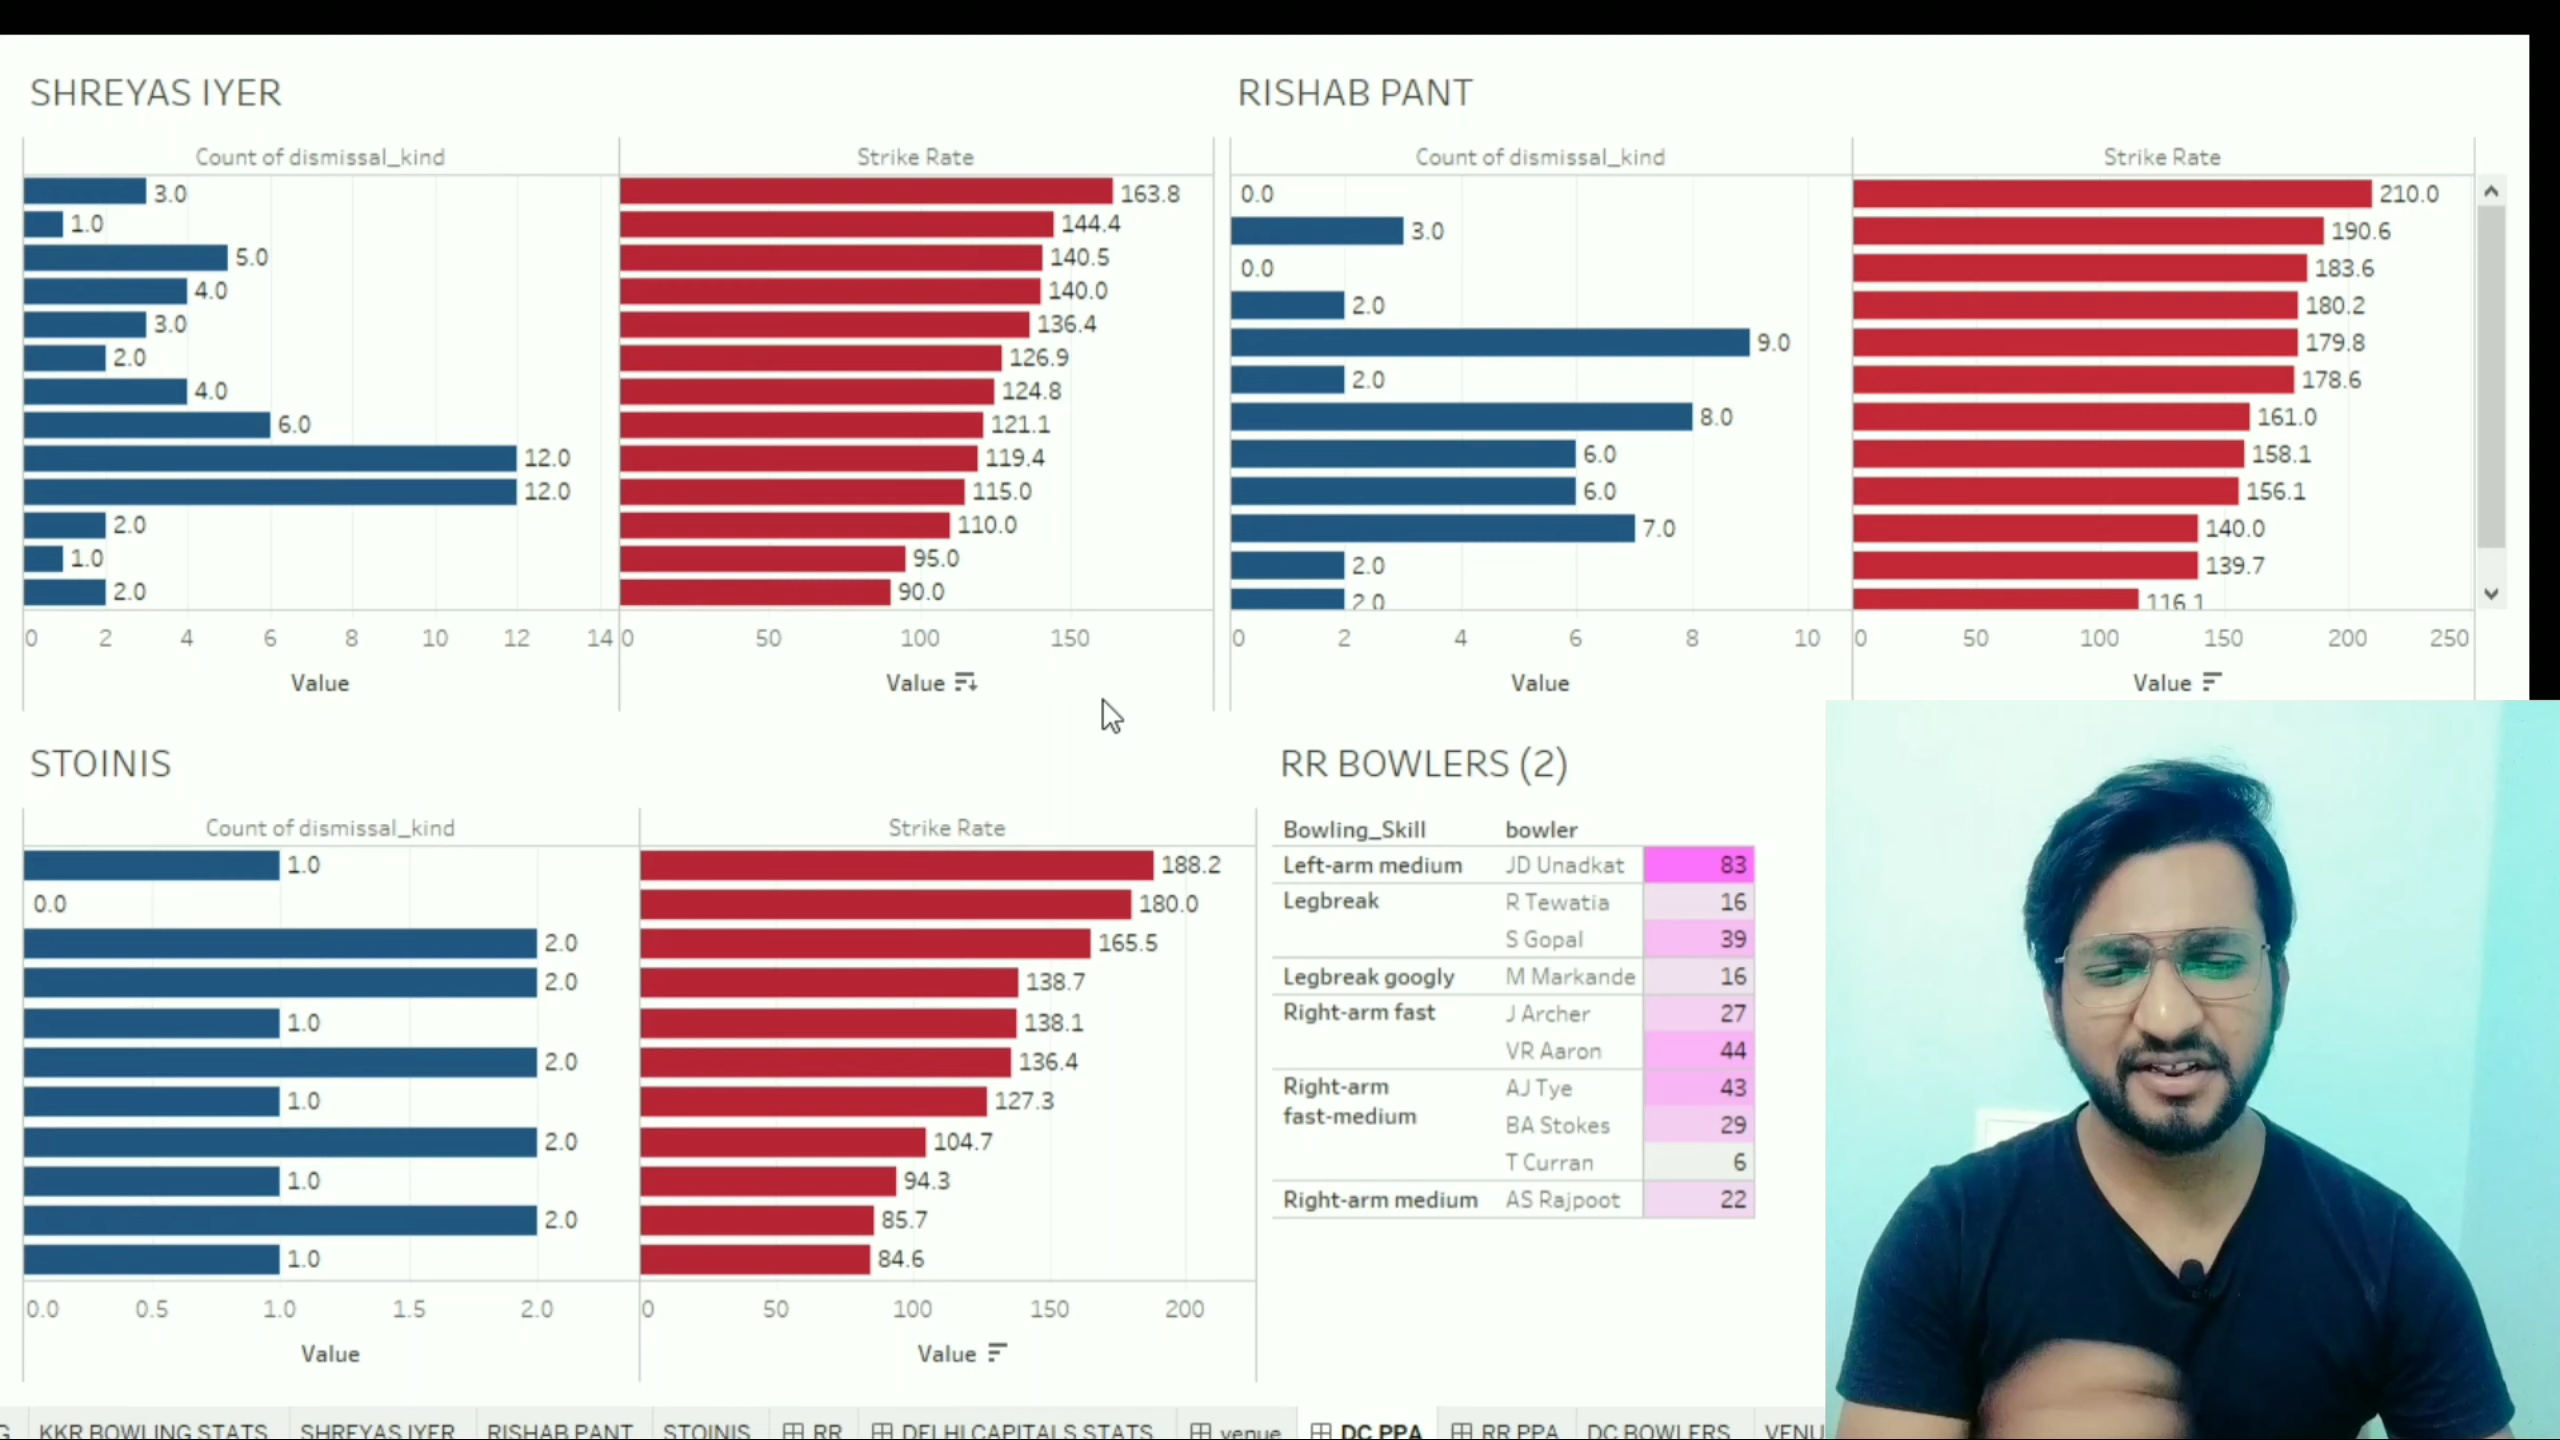 SHREYAS IYER
Count of dismissal_kind Strike Rate
3.0 163.8
1.0 144.4
5.0 140.5
4.0 140.0
3.0 136.4
2.0 126.9
4.0 124.8
6.0 121.1
12.0 119.4
12.0 115.0
2.0 110.0
1.0 95.0
2.0 90.0
0 2 4 6 8 10 12 14 0 50 100 150
Value Value
RISHAB PANT
Count of dismissal_kind Strike Rate
0.0 210.0
3.0 190.6
0.0 183.6
2.0 180.2
9.0 179.8
2.0 178.6
8.0 161.0
6.0 158.1
6.0 156.1
7.0 140.0
2.0 139.7
2.0 116.1
0 2 4 6 8 10 0 50 100 150 200 250
Value Value
STOINIS
Count of dismissal_kind Strike Rate
1.0 188.2
0.0 180.0
2.0 165.5
2.0 138.7
1.0 138.1
2.0 136.4
1.0 127.3
2.0 104.7
1.0 94.3
2.0 85.7
1.0 84.6
0.0 0.5 1.0 1.5 2.0 0 50 100 150 200
Value Value
RR BOWLERS (2)
Bowling_Skill bowler
Left-arm medium JD Unadkat 83
Legbreak R Tewatia 16
S Gopal 39
Legbreak googly M Markande 16
Right-arm fast J Archer 27
VR Aaron 44
Right-arm AJ Tye 43
fast-medium BA Stokes 29
T Curran 6
Right-arm medium AS Rajpoot 22
G KKR BOWLING STATS SHREYAS IYER RISHAB PANT STOINIS RR DELHI CAPITALS STATS venue DC PPA RR PPA DC BOWLERS VENU